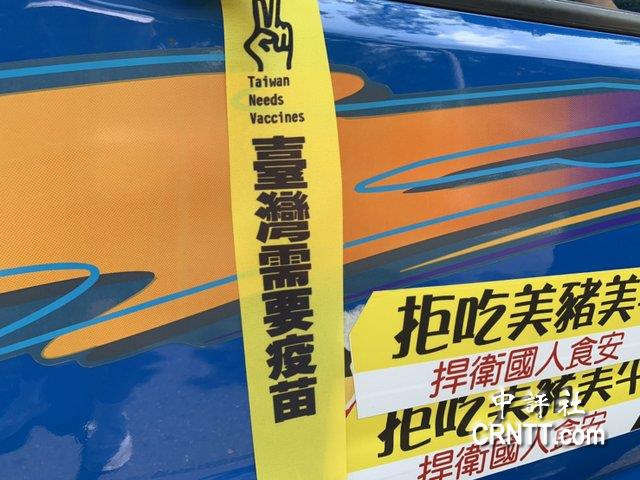 Taiwan
Needs
Vaccines
臺灣需要疫苗
拒吃美豬美
捍衛國人食安
拒吃美豬美牛
捍衛國人食安
中評社
CRNTT.com